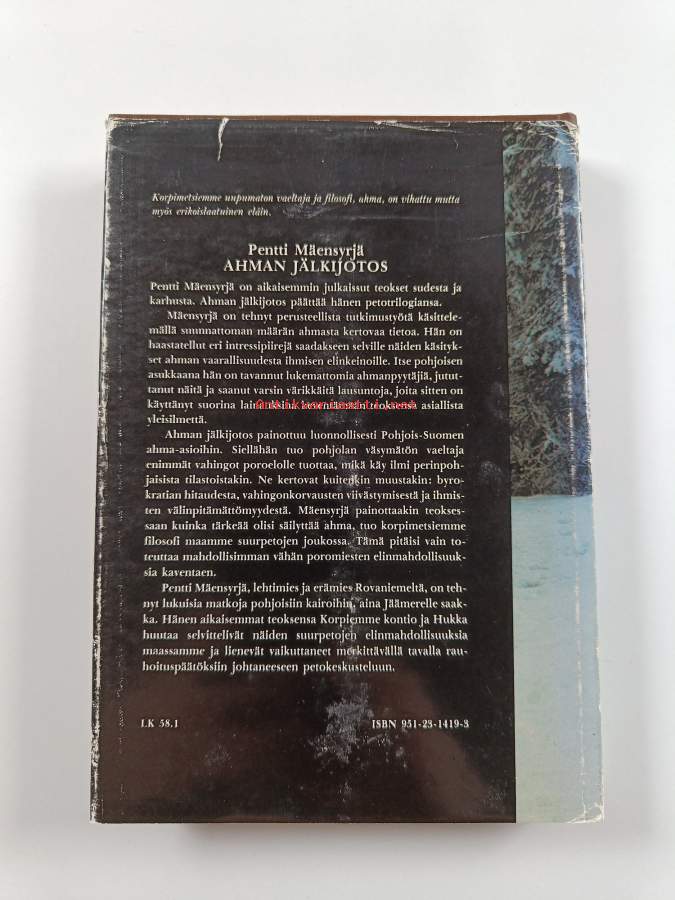 Korpimetsiemme uupumaton vaeltaja ja filosofi, ahma, on vihattu mutta
myös erikoislaatuinen eläin.
Pentti Mäensyrjä
AHMAN JÄLKIJOTOS
Pentti Mäensyrjä on aikaisemmin julkaissut teokset sudesta ja
karhusta. Ahman jälkijotos päättää hänen petotrilogiansa.
Mäensyrjä on tehnyt perusteellista tutkimustyötä käsittele-
mällä suunnattoman määrän ahmasta kertovaa tietoa. Hän on
haastatellut eri intressipiirejä saadakseen selville näiden käsityk-
set ahman vaarallisuudesta ihmisen elinkeinoille. Itse pohjoisen
asukkaana hän on tavannut lukemattomia ahmanpyytäjiä, jutut-
tanut näitä ja saanut varsin värikkäitä lausuntoja, joita sitten on
käyttänyt suorina teoksensa asiallista
Antikvariaatti.net
yleisilmettä.
Ahman jälkijotos painottuu luonnollisesti Pohjois-Suomen
ahma-asioihin. Siellähän tuo pohjolan väsymätön vaeltaja
enimmät vahingot poroelolle tuottaa, mikä käy ilmi perinpoh-
jaisista tilastoistakin. Ne kertovat kuitenkin muustakin: byro-
kratian hitaudesta, vahingonkorvausten viivästymisestä ja ihmis-
ten välinpitämättömyydestä. Mäensyrjä painottaakin teokses-
saan kuinka tärkeää olisi säilyttää ahma, tuo korpimetsiemme
filosofi maamme suurpetojen joukossa. Tämä pitäisi vain to-
teuttaa mahdollisimman vähän poromiesten elinmahdollisuuk-
sia kaventaen.
Pentti Mäensyrjä, lehtimies ja erämies Rovaniemeltä, on teh-
nyt lukuisia matkoja pohjoisiin kairoihin, aina Jäämerelle saak-
ka. Hänen aikaisemmat teoksensa Korpiemme kontio ja Hukka
huutaa selvittelivät näiden suurpetojen elinmahdollisuuksia
maassamme ja lienevät vaikuttaneet merkittävällä tavalla rau-
hoituspäätöksiin johtaneeseen petokeskusteluun.
LK 58.1
ISBN 951-23-1419-3